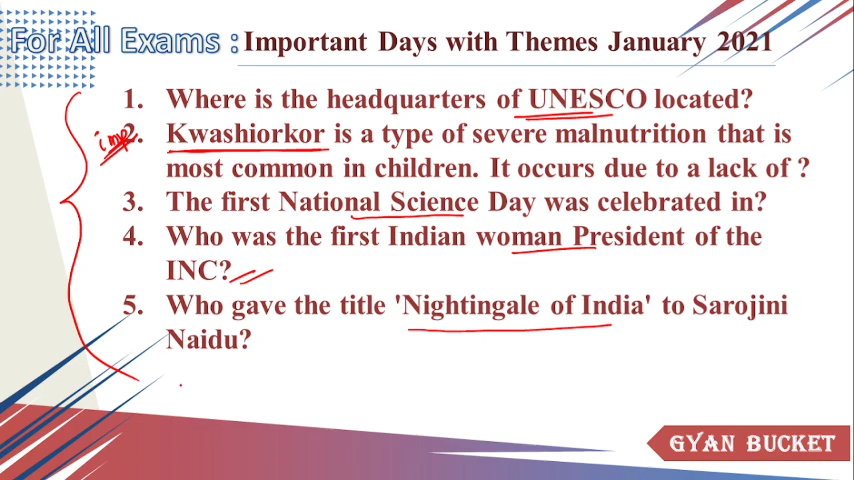 For All Exams : Important Days with Themes January 2021
1. Where is the headquarters of UNESCO located?
imp 2. Kwashiorkor is a type of severe malnutrition that is
most common in children. It occurs due to a lack of ?
3. The first National Science Day was celebrated in?
4. Who was the first Indian woman President of the
INC?
5. Who gave the title 'Nightingale of India' to Sarojini
Naidu?
GYAN BUCKET